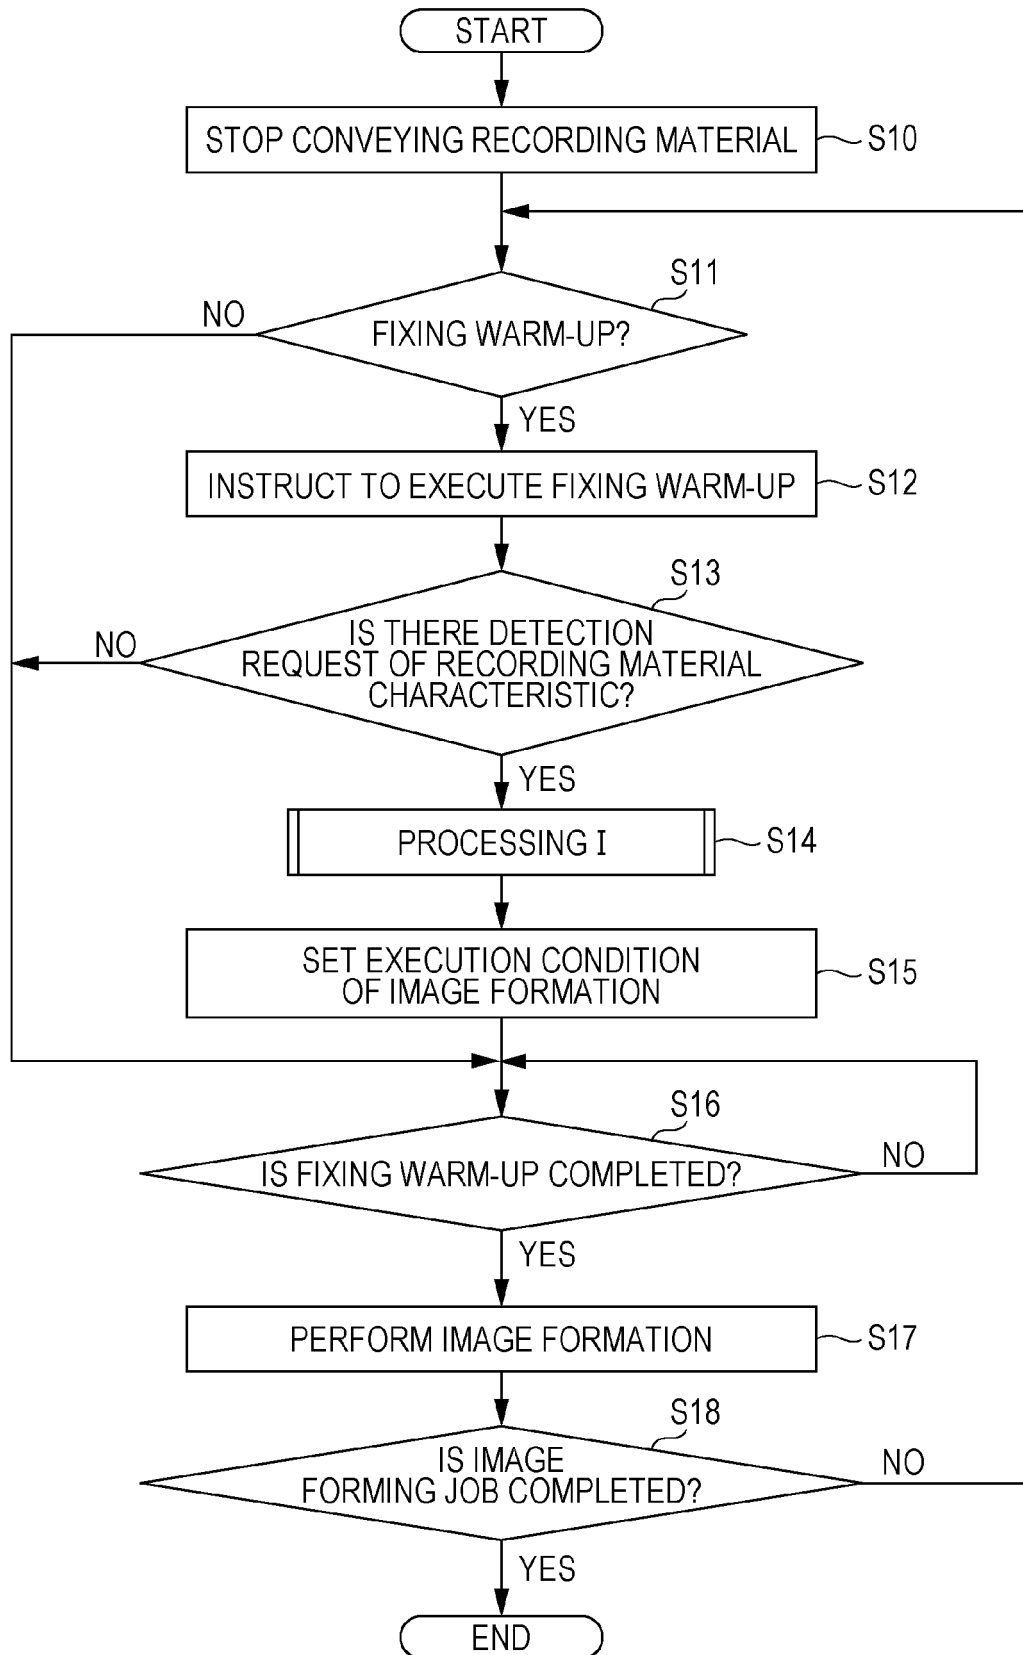 START
STOP CONVEYING RECORDING MATERIAL
S10
S11
NO
FIXING WARM-UP?
YES
INSTRUCT TO EXECUTE FIXING WARM-UP
S12
S13
NO
IS THERE DETECTION
REQUEST OF RECORDING MATERIAL
CHARACTERISTIC?
YES
PROCESSING I
S14
SET EXECUTION CONDITION
OF IMAGE FORMATION
S15
S16
IS FIXING WARM-UP COMPLETED?
NO
YES
PERFORM IMAGE FORMATION
S17
S18
IS IMAGE
FORMING JOB COMPLETED?
NO
YES
END